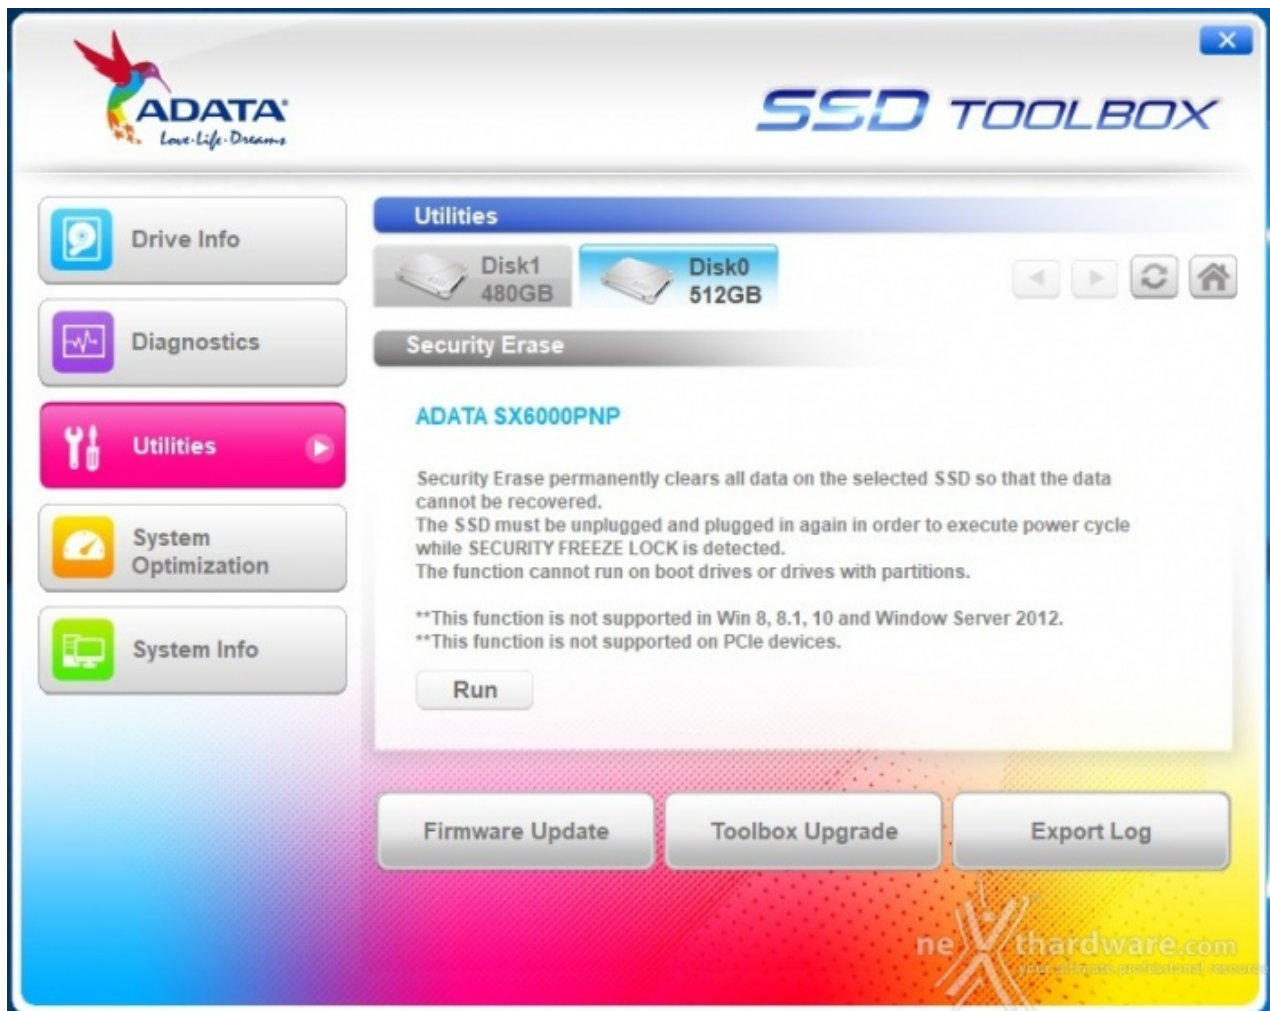 ADATA
Love·Life·Dreams
SSD TOOLBOX
Drive Info
Diagnostics
Utilities
System
Optimization
System Info
Utilities
Disk1
480GB
Disk0
512GB
Security Erase
ADATA SX6000PNP
Security Erase permanently clears all data on the selected SSD so that the data
cannot be recovered.
The SSD must be unplugged and plugged in again in order to execute power cycle
while SECURITY FREEZE LOCK is detected.
The function cannot run on boot drives or drives with partitions.
**This function is not supported in Win 8, 8.1, 10 and Window Server 2012.
**This function is not supported on PCIe devices.
Run
Firmware Update
Toolbox Upgrade
Export Log
nexthardware.com
your ultimate professional resource